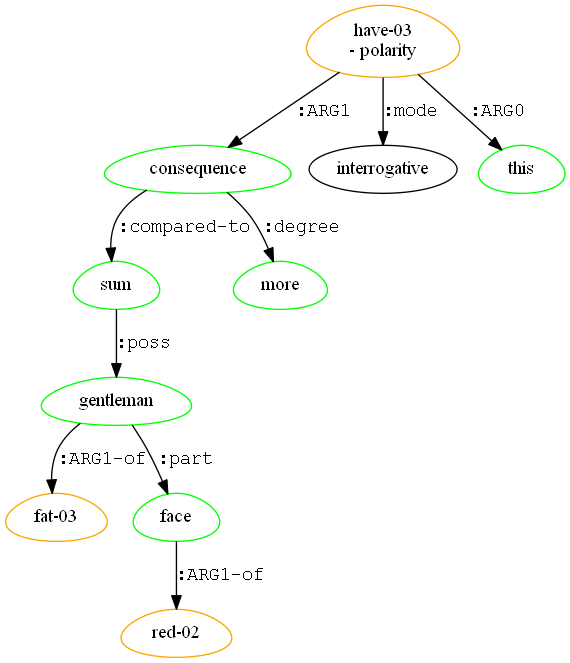 have-03
- polarity
:ARG1
:mode
:ARG0
consequence
interrogative
this
:compared-to
:degree
sum
more
:poss
gentleman
:ARG1-of
:part
fat-03
face
:ARG1-of
red-02